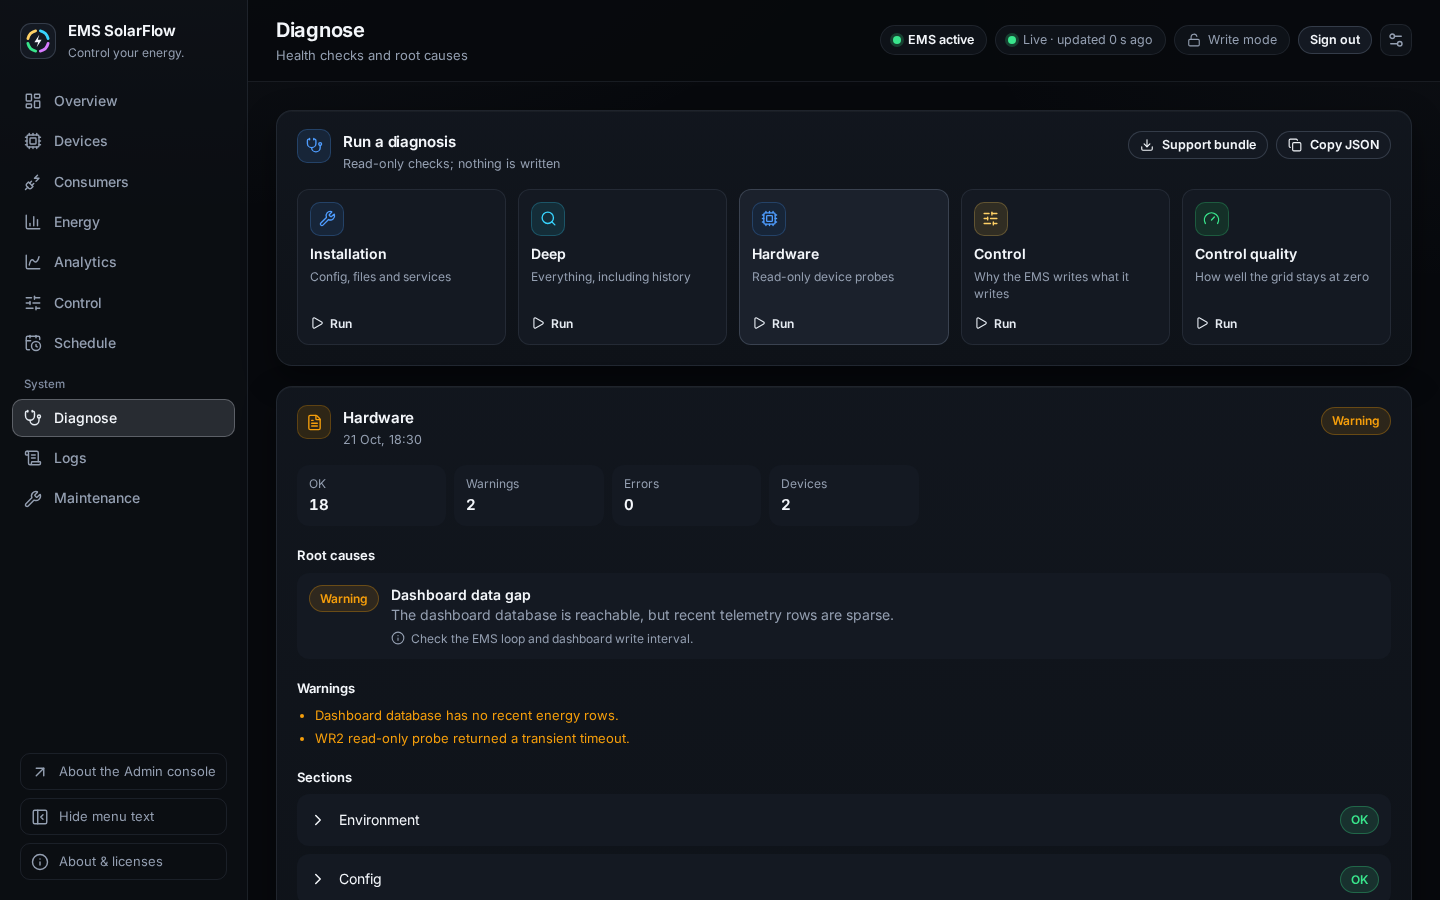 EMS SolarFlow
Control your energy.
Overview
Devices
Consumers
Energy
Analytics
Control
Schedule
System
Diagnose
Logs
Maintenance
About the Admin console
Hide menu text
About & licenses
Diagnose
Health checks and root causes
EMS active
Live · updated 0 s ago
Write mode
Sign out
Run a diagnosis
Read-only checks; nothing is written
Support bundle
Copy JSON
Installation
Config, files and services
Run
Deep
Everything, including history
Run
Hardware
Read-only device probes
Run
Control
Why the EMS writes what it
writes
Run
Control quality
How well the grid stays at zero
Run
Hardware
21 Oct, 18:30
Warning
OK
18
Warnings
2
Errors
0
Devices
2
Root causes
Warning
Dashboard data gap
The dashboard database is reachable, but recent telemetry rows are sparse.
Check the EMS loop and dashboard write interval.
Warnings
• Dashboard database has no recent energy rows.
• WR2 read-only probe returned a transient timeout.
Sections
Environment
OK
Config
OK